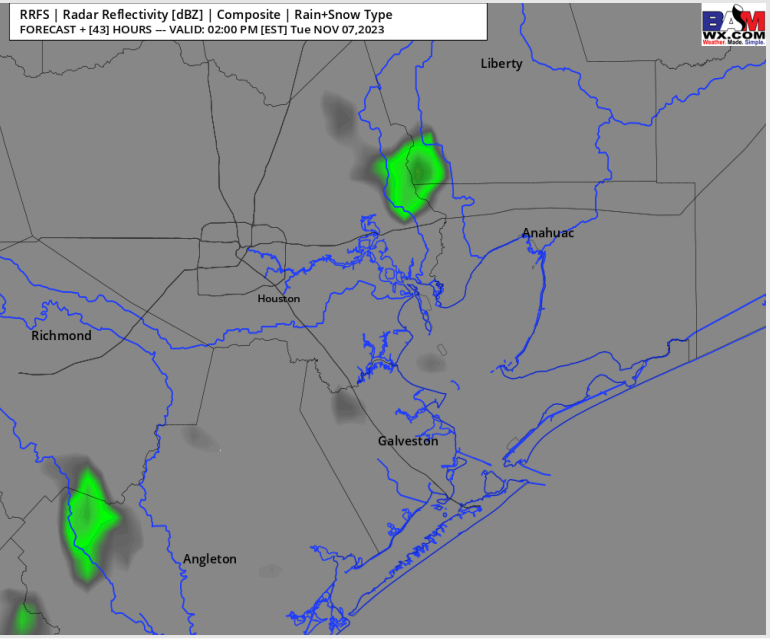 RRFS | Radar Reflectivity [dBZ] | Composite | Rain+Snow Type
FORECAST + [43] HOURS --- VALID: 02:00 PM [EST] Tue NOV 07,2023
BAM
WX.COM
Weather. Made. Simple.
Liberty
Anahuac
Houston
Richmond
Galveston
Angleton